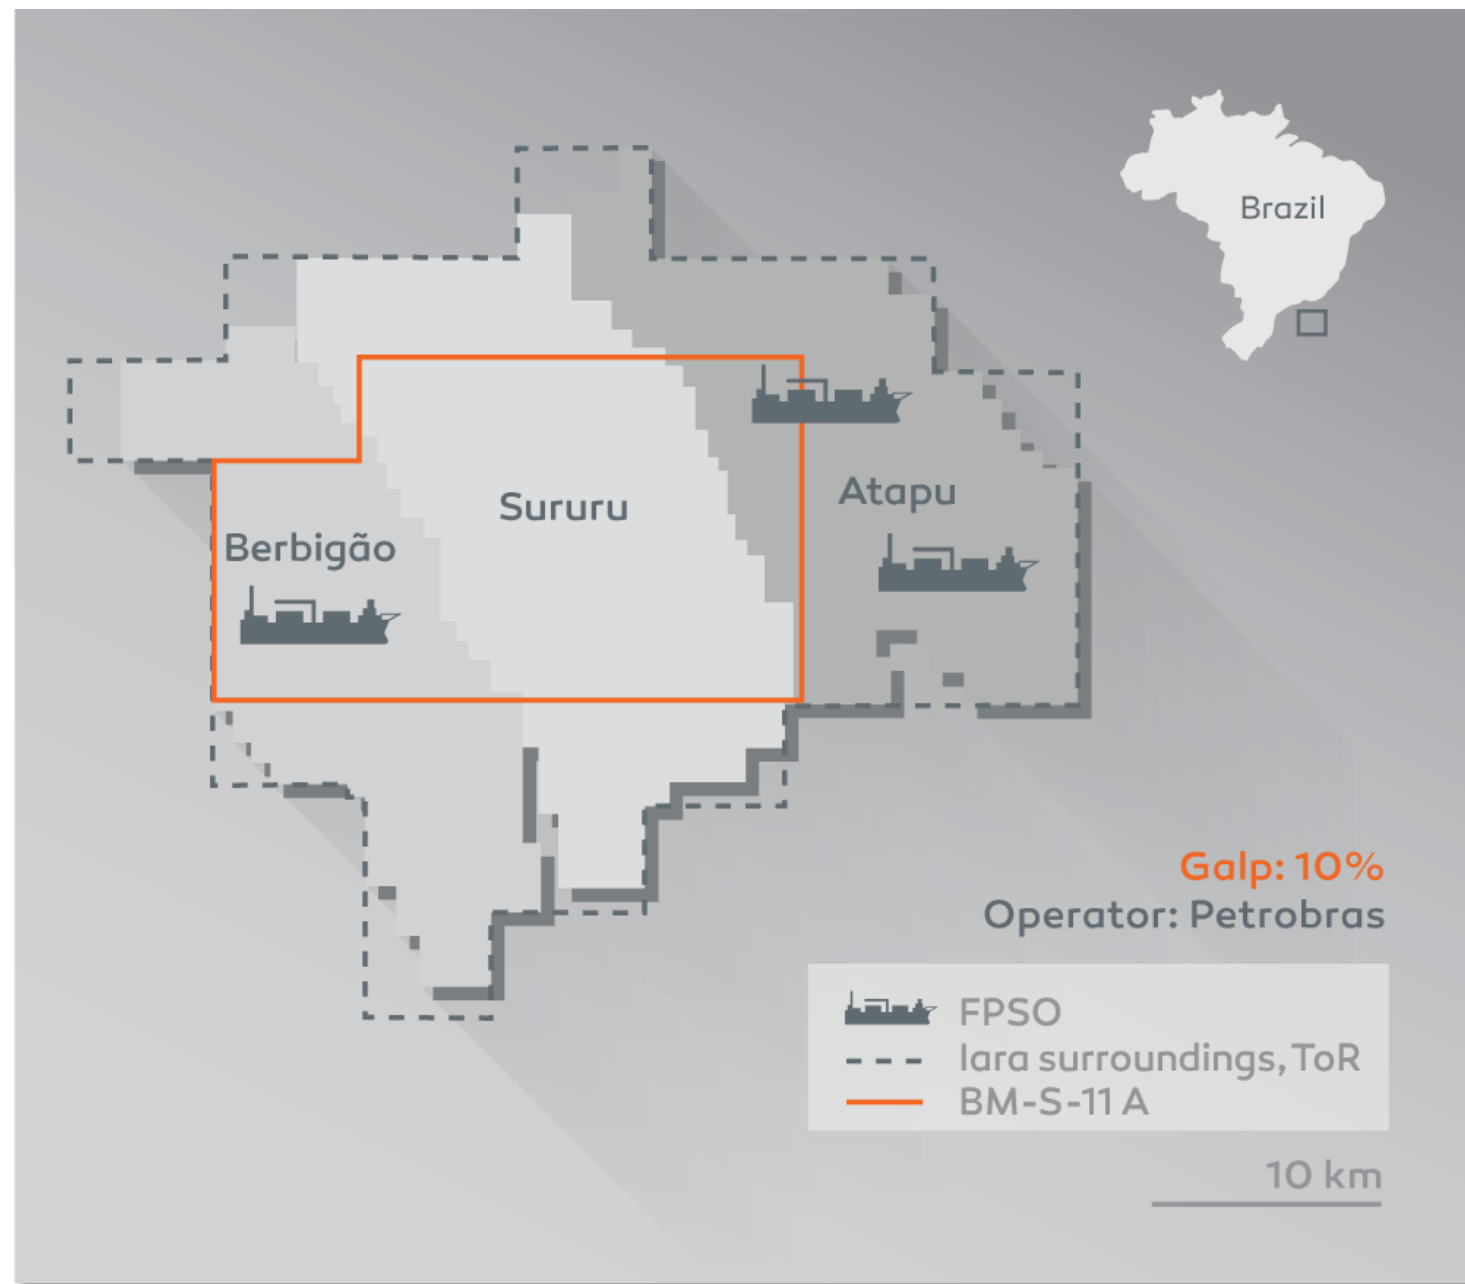 Brazil
Sururu
Atapu
Berbigão
Galp: 10%
Operator: Petrobras
FPSO
Iara surroundings, ToR
BM-S-11 A
10 km